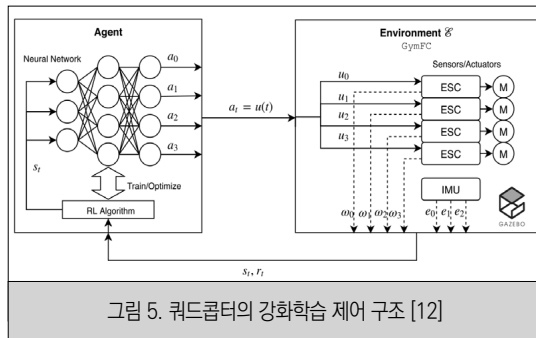 Agent
Neural Network
a₀
a₁
a₂
a₃
sₜ
Train/Optimize
RL Algorithm
aₜ = u(t)
Environment ℰ
GymFC
Sensors/Actuators
u₀
ESC
M
u₁
ESC
M
u₂
ESC
M
u₃
ESC
M
IMU
ω₀ ω₁ ω₂ ω₃
e₀ e₁ e₂
GAZEBO
sₜ, rₜ
그림 5. 쿼드콥터의 강화학습 제어 구조 [12]